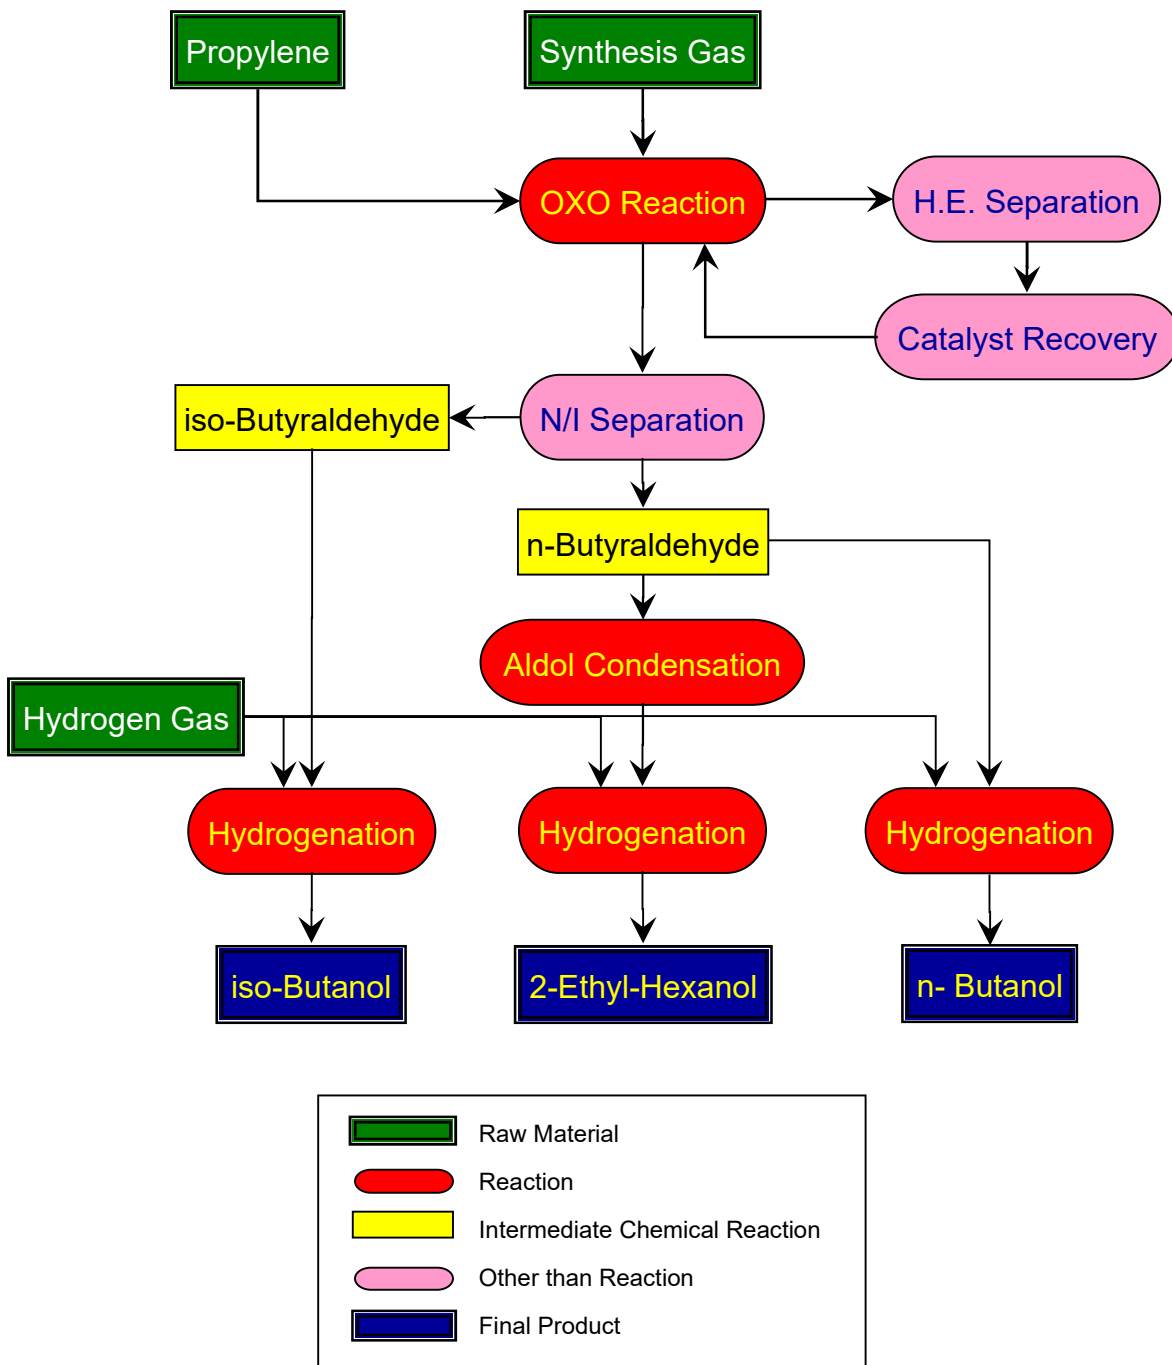 Propylene
Synthesis Gas
OXO Reaction
H.E. Separation
Catalyst Recovery
iso-Butyraldehyde
N/I Separation
n-Butyraldehyde
Aldol Condensation
Hydrogen Gas
Hydrogenation
Hydrogenation
Hydrogenation
iso-Butanol
2-Ethyl-Hexanol
n- Butanol
Raw Material
Reaction
Intermediate Chemical Reaction
Other than Reaction
Final Product